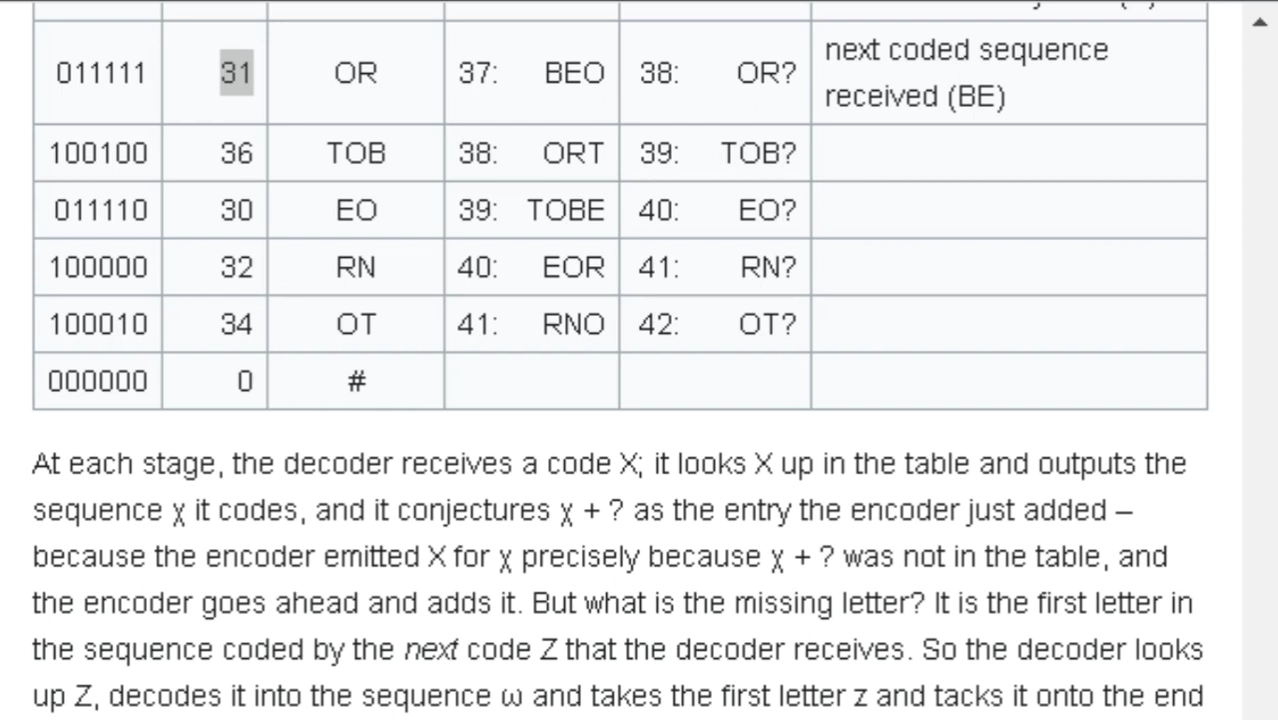 next coded sequence
011111 31 OR 37: BEO 38: OR?
received (BE)
100100 36 TOB 38: ORT 39: TOB?
011110 30 EO 39: TOBE 40: EO?
100000 32 RN 40: EOR 41: RN?
100010 34 OT 41: RNO 42: OT?
000000 0 #
At each stage, the decoder receives a code X; it looks X up in the table and outputs the
sequence χ it codes, and it conjectures χ + ? as the entry the encoder just added –
because the encoder emitted X for χ precisely because χ + ? was not in the table, and
the encoder goes ahead and adds it. But what is the missing letter? It is the first letter in
the sequence coded by the next code Z that the decoder receives. So the decoder looks
up Z, decodes it into the sequence ω and takes the first letter z and tacks it onto the end